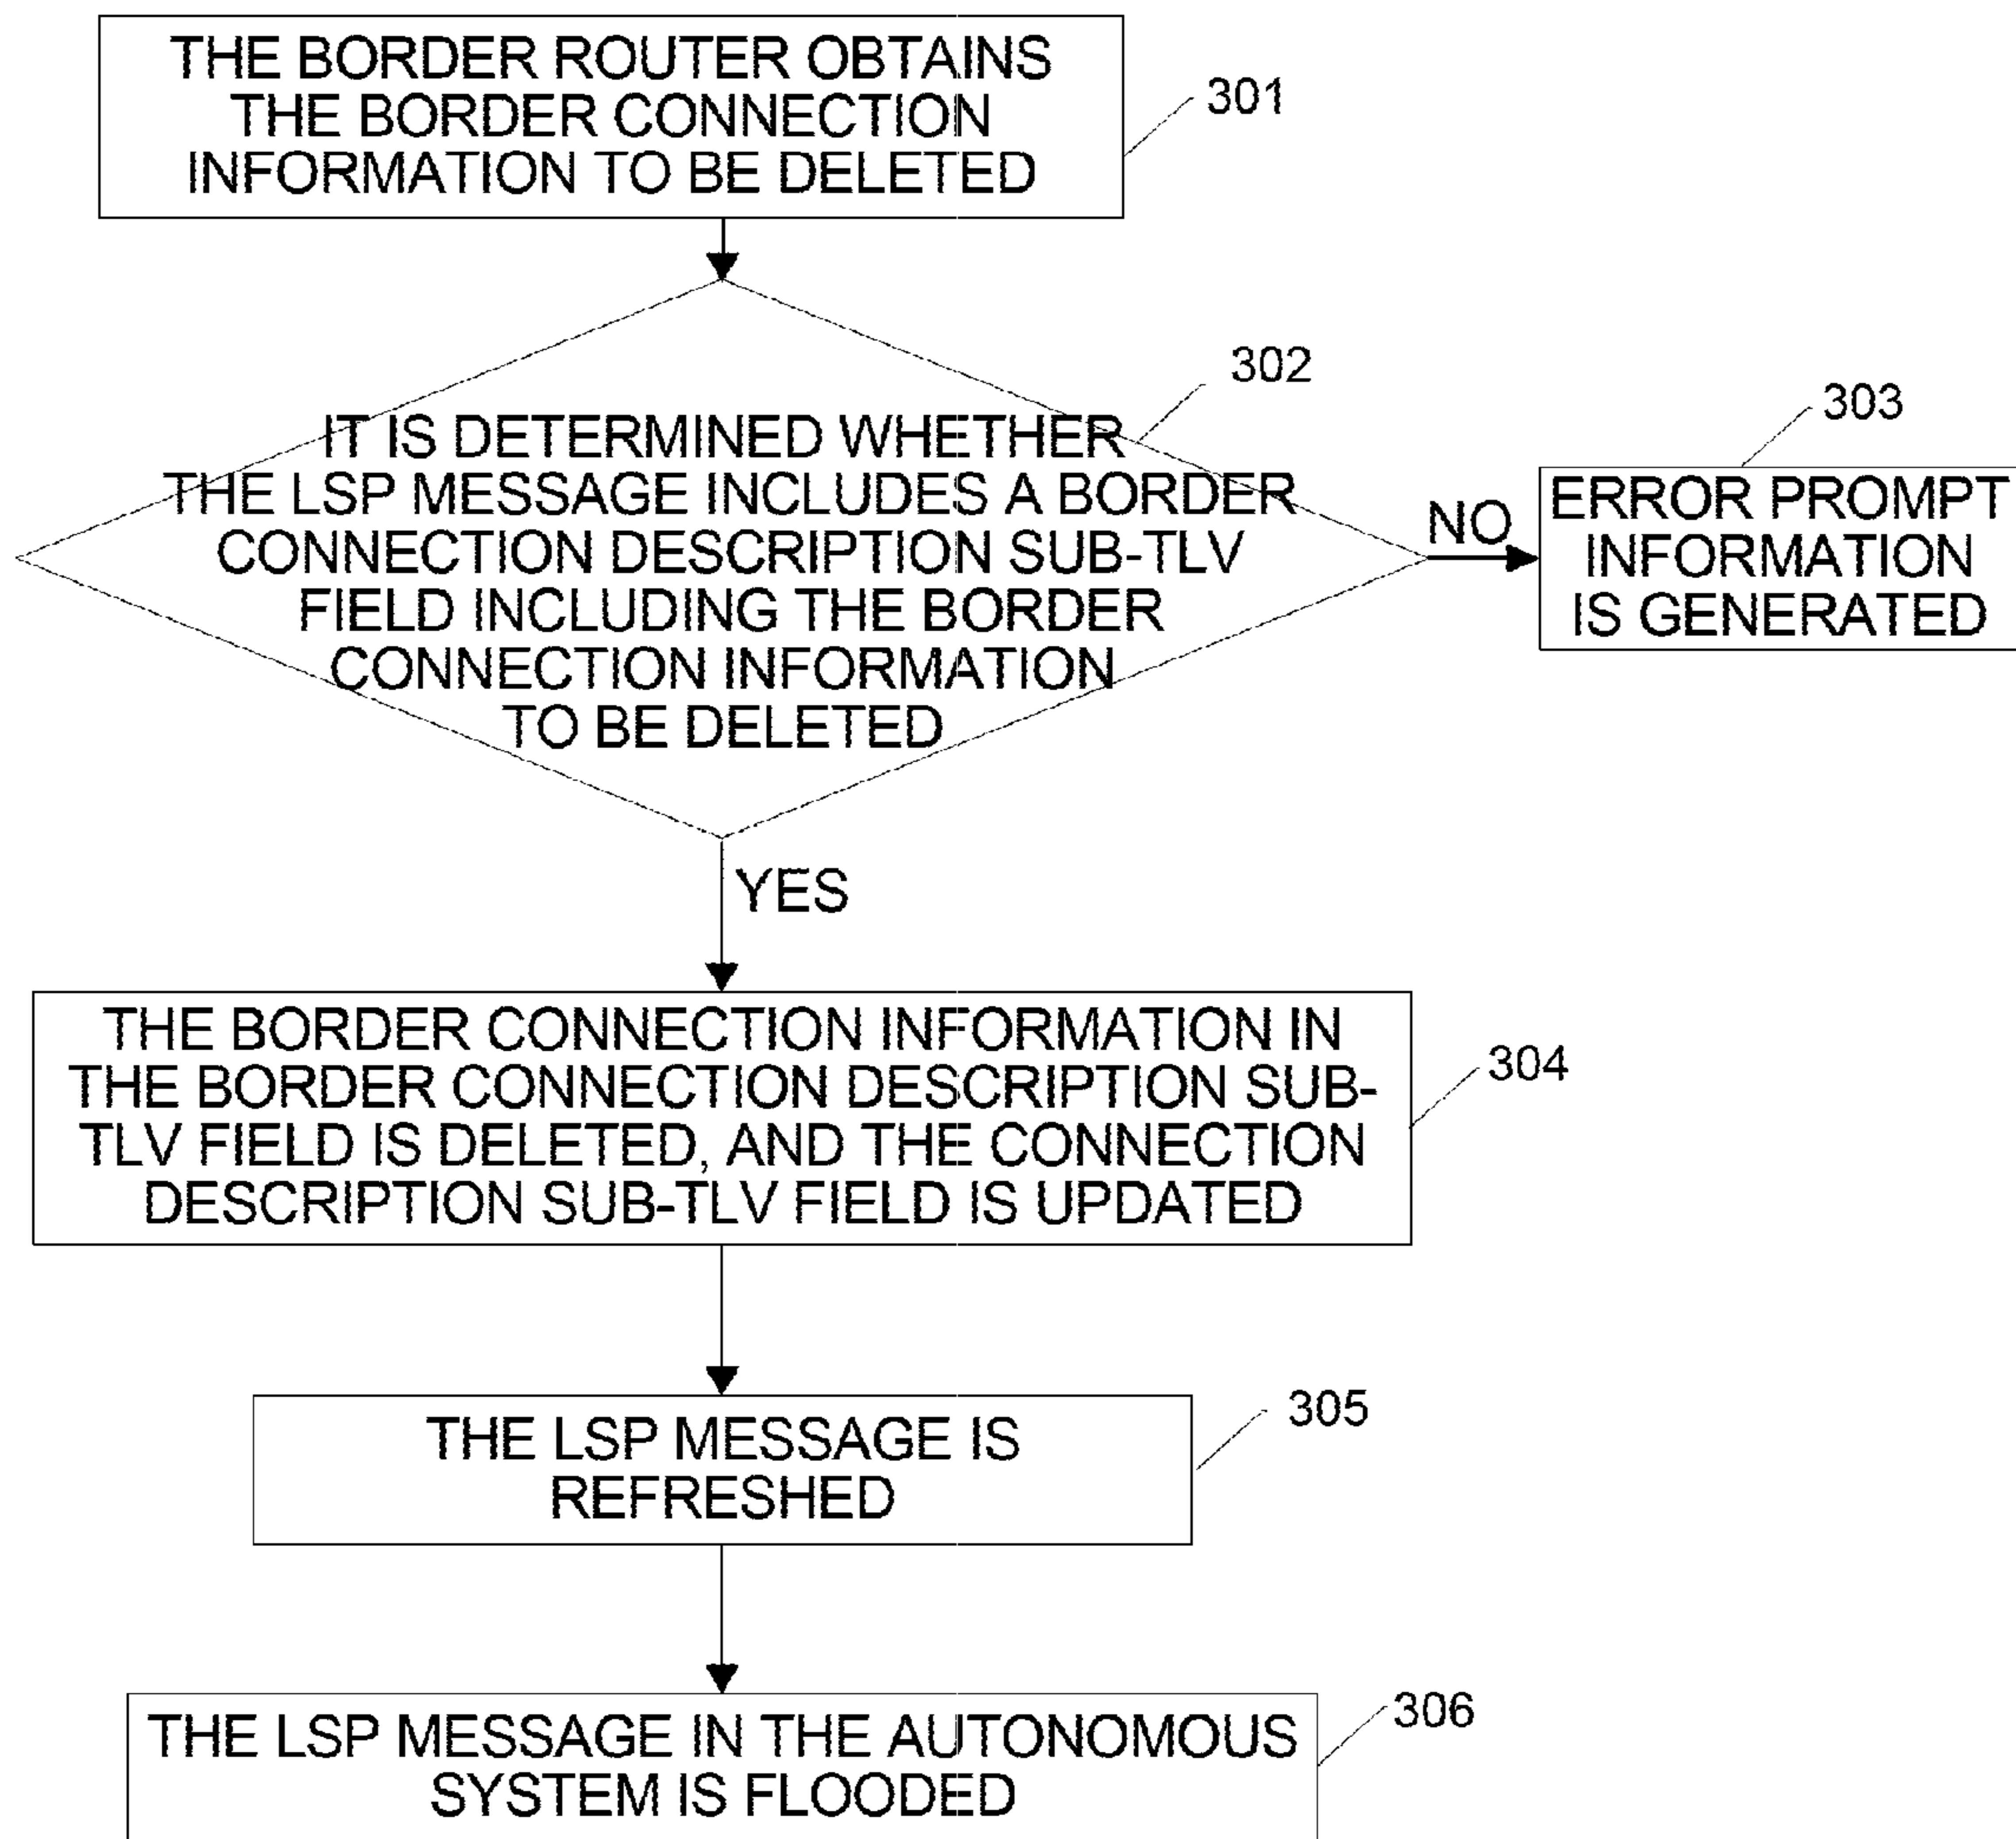 THE BORDER ROUTER OBTAINS
THE BORDER CONNECTION
INFORMATION TO BE DELETED
301
302
IT IS DETERMINED WHETHER
THE LSP MESSAGE INCLUDES A BORDER
CONNECTION DESCRIPTION SUB-TLV
FIELD INCLUDING THE BORDER
CONNECTION INFORMATION
TO BE DELETED
NO
303
ERROR PROMPT
INFORMATION
IS GENERATED
YES
THE BORDER CONNECTION INFORMATION IN
THE BORDER CONNECTION DESCRIPTION SUB-
TLV FIELD IS DELETED, AND THE CONNECTION
DESCRIPTION SUB-TLV FIELD IS UPDATED
304
THE LSP MESSAGE IS
REFRESHED
305
THE LSP MESSAGE IN THE AUTONOMOUS
SYSTEM IS FLOODED
306